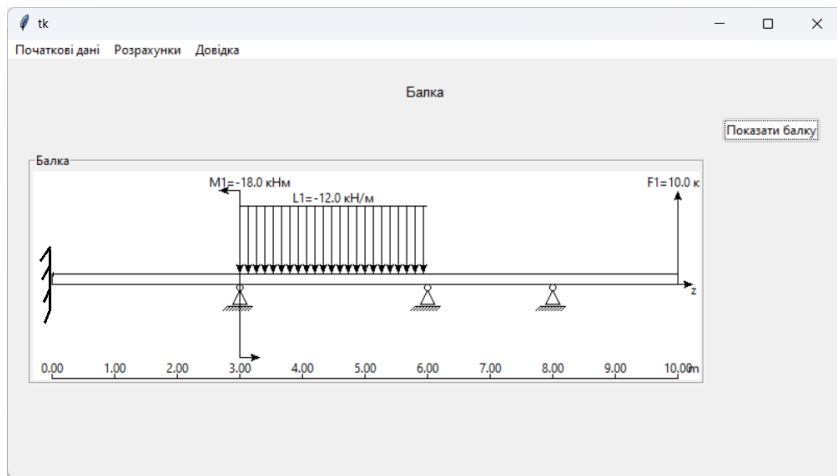 tk
Початкові дані Розрахунки Довідка
Балка
Показати балку
Балка
M1=-18.0 кНм
F1=10.0 к
L1=-12.0 кН/м
z
0.00 1.00 2.00 3.00 4.00 5.00 6.00 7.00 8.00 9.00 10.00 m